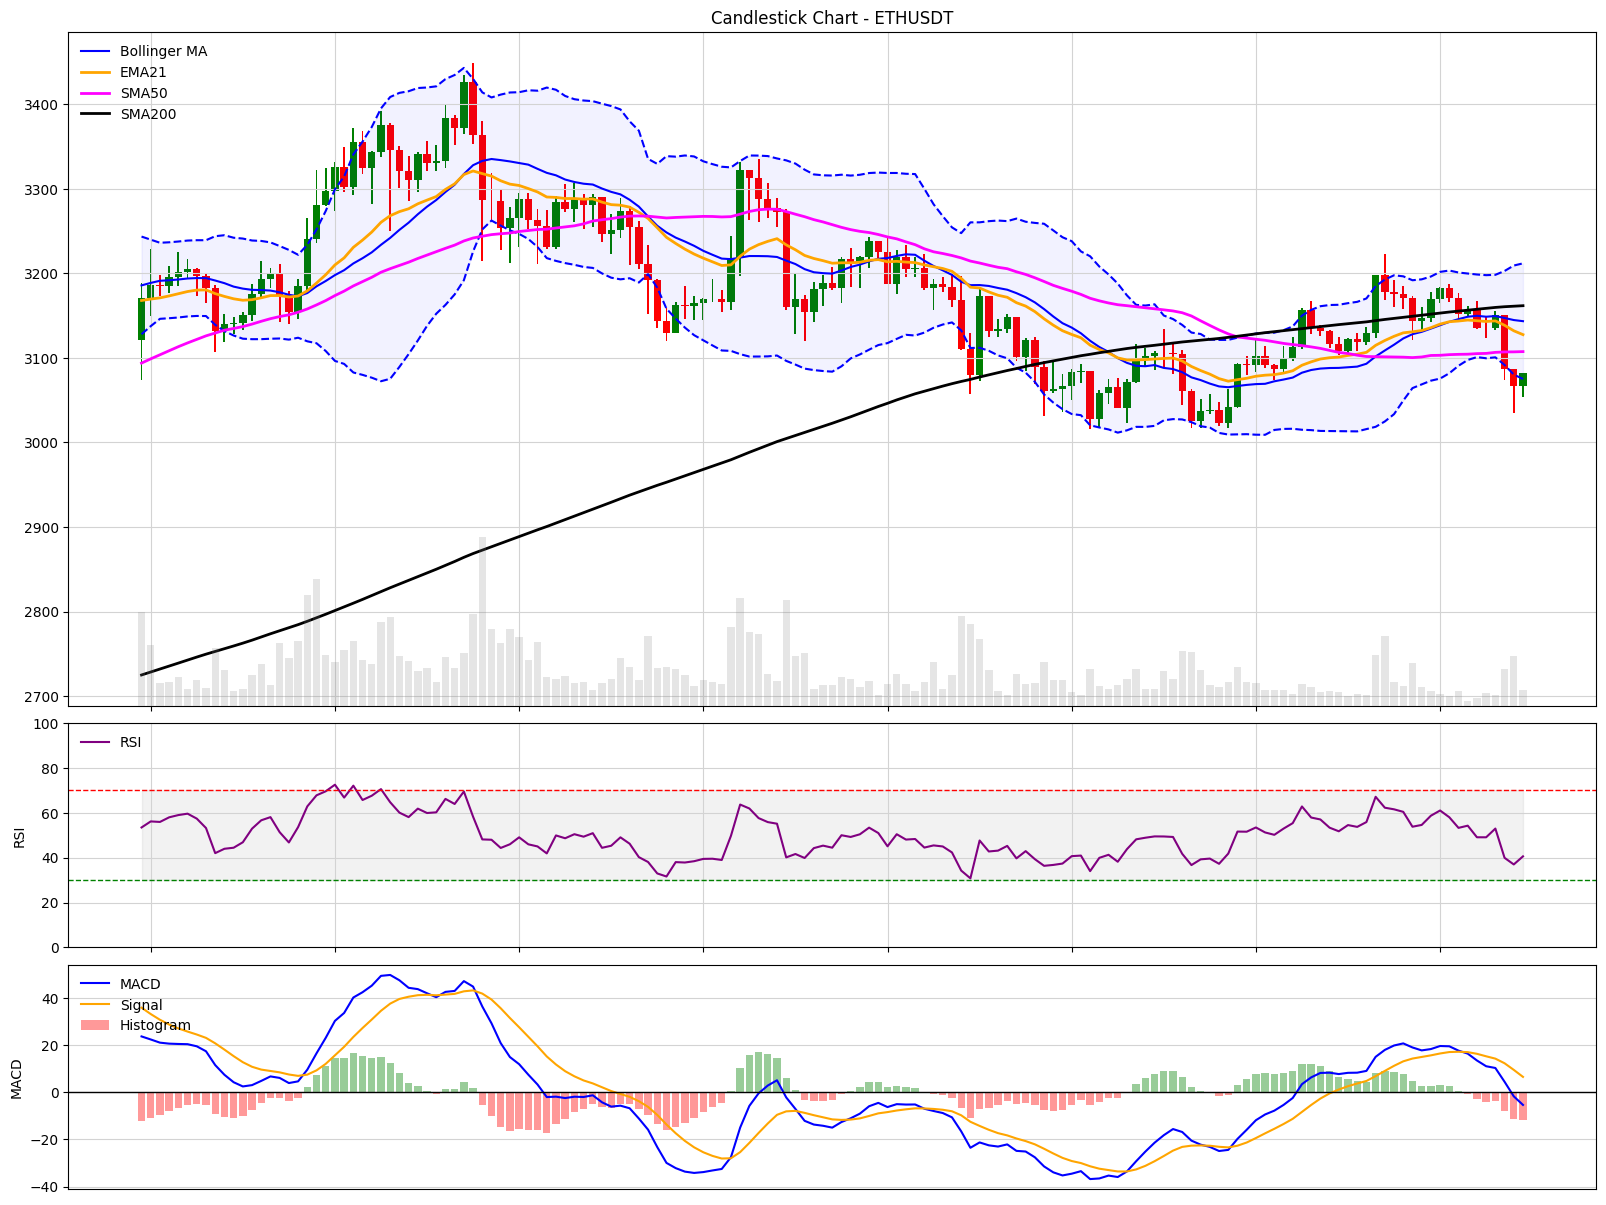 Candlestick Chart - ETHUSDT
Bollinger MA
EMA21
SMA50
SMA200
3400
3300
3200
3100
3000
2900
2800
2700
100
80
60
40
20
0
RSI
RSI
40
20
0
−20
−40
MACD
MACD
Signal
Histogram